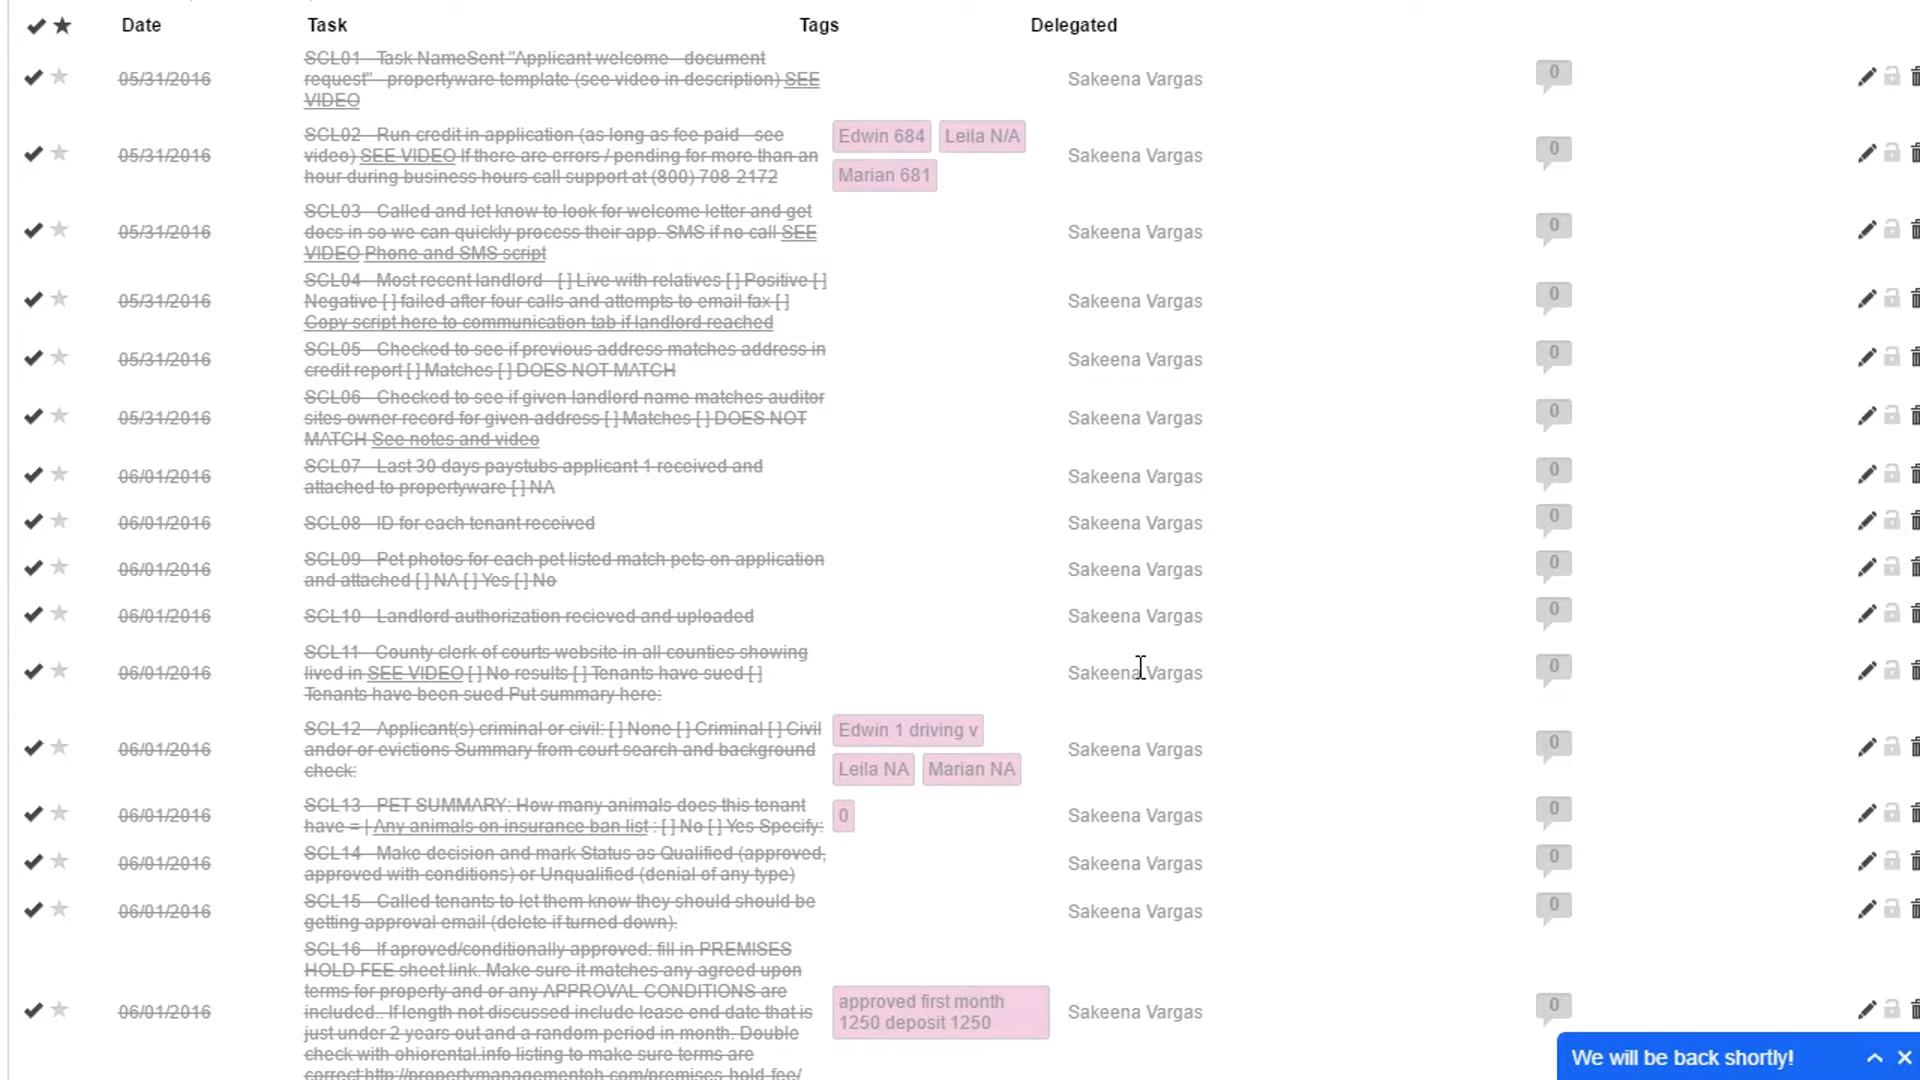 Date Task Tags Delegated
SCL01 - Task NameSent "Applicant welcome - document
request" - propertyware template (see video in description) SEE
VIDEO
05/31/2016 Sakeena Vargas 0
SCL02 - Run credit in application (as long as fee paid - see
video) SEE VIDEO If there are errors / pending for more than an
hour during business hours call support at (800) 708-2172
05/31/2016 Edwin 684 Leila N/A Sakeena Vargas 0
Marian 681
SCL03 - Called and let know to look for welcome letter and get
docs in so we can quickly process their app. SMS if no call SEE
VIDEO Phone and SMS script
05/31/2016 Sakeena Vargas 0
SCL04 - Most recent landlord - [ ] Live with relatives [ ] Positive [ ]
Negative [ ] failed after four calls and attempts to email fax [ ]
Copy script here to communication tab if landlord reached
05/31/2016 Sakeena Vargas 0
SCL05 - Checked to see if previous address matches address in
credit report [ ] Matches [ ] DOES NOT MATCH
05/31/2016 Sakeena Vargas 0
SCL06 - Checked to see if given landlord name matches auditor
sites owner record for given address [ ] Matches [ ] DOES NOT
MATCH See notes and video
05/31/2016 Sakeena Vargas 0
SCL07 - Last 30 days paystubs applicant 1 received and
attached to propertyware [ ] NA
06/01/2016 Sakeena Vargas 0
06/01/2016 SCL08 - ID for each tenant received Sakeena Vargas 0
SCL09 - Pet photos for each pet listed match pets on application
and attached [ ] NA [ ] Yes [ ] No
06/01/2016 Sakeena Vargas 0
06/01/2016 SCL10 - Landlord authorization recieved and uploaded Sakeena Vargas 0
SCL11 - County clerk of courts website in all counties showing
lived in SEE VIDEO [ ] No results [ ] Tenants have sued [ ]
Tenants have been sued Put summary here:
06/01/2016 Sakeena Vargas 0
SCL12 - Applicant(s) criminal or civil: [ ] None [ ] Criminal [ ] Civil
andor or evictions Summary from court search and background
check:
06/01/2016 Edwin 1 driving v Sakeena Vargas 0
Leila NA Marian NA
SCL13 - PET SUMMARY: How many animals does this tenant
have = | Any animals on insurance ban list : [ ] No [ ] Yes Specify:
06/01/2016 0 Sakeena Vargas 0
SCL14 - Make decision and mark Status as Qualified (approved,
approved with conditions) or Unqualified (denial of any type)
06/01/2016 Sakeena Vargas 0
SCL15 - Called tenants to let them know they should should be
getting approval email (delete if turned down).
06/01/2016 Sakeena Vargas 0
SCL16 - If aproved/conditionally approved: fill in PREMISES
HOLD FEE sheet link. Make sure it matches any agreed upon
terms for property and or any APPROVAL CONDITIONS are
included.. If length not discussed include lease end date that is
just under 2 years out and a random period in month. Double
check with ohiorental.info listing to make sure terms are
correct:http://propertymanagementoh.com/premises-hold-fee/
06/01/2016 approved first month Sakeena Vargas 0
1250 deposit 1250
We will be back shortly!